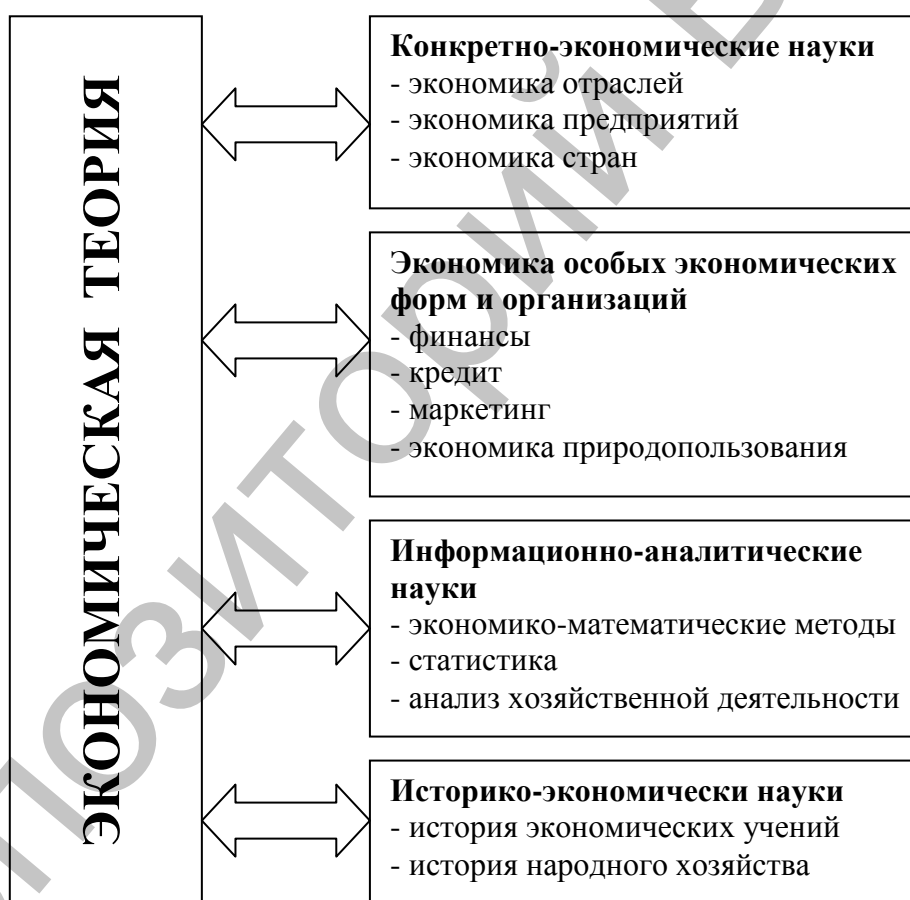 ЭКОНОМИЧЕСКАЯ ТЕОРИЯ
Конкретно-экономические науки
- экономика отраслей
- экономика предприятий
- экономика стран
Экономика особых экономических
форм и организаций
- финансы
- кредит
- маркетинг
- экономика природопользования
Информационно-аналитические
науки
- экономико-математические методы
- статистика
- анализ хозяйственной деятельности
Историко-экономически науки
- история экономических учений
- история народного хозяйства